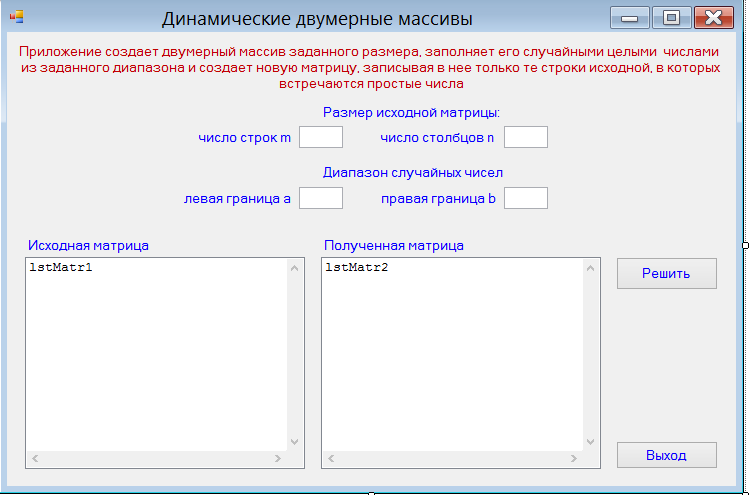 Динамические двумерные массивы
Приложение создает двумерный массив заданного размера, заполняет его случайными целыми числами
из заданного диапазона и создает новую матрицу, записывая в нее только те строки исходной, в которых
встречаются простые числа
Размер исходной матрицы:
число строк m
число столбцов n
Диапазон случайных чисел
левая граница a
правая граница b
Исходная матрица
Полученная матрица
lstMatr1
lstMatr2
Решить
Выход